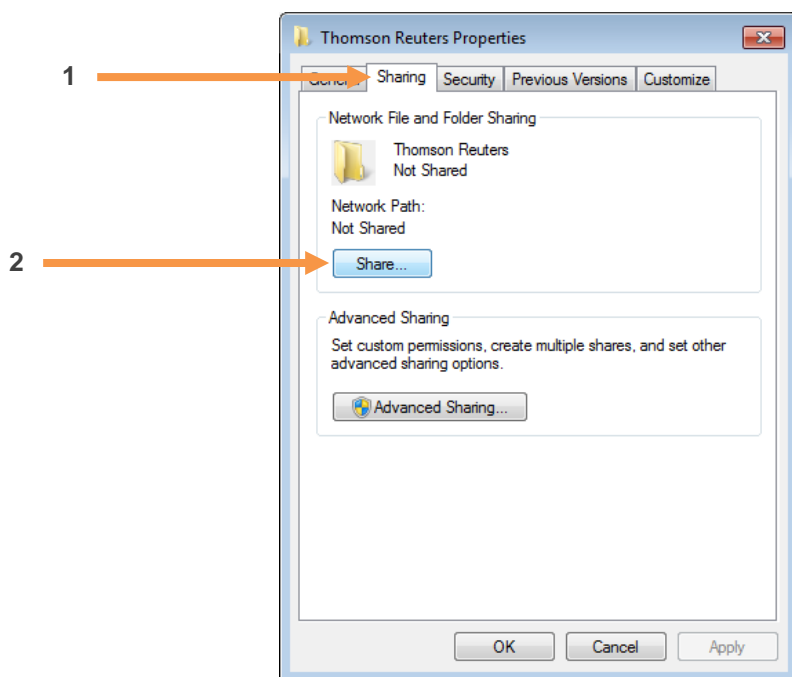 Thomson Reuters Properties
1
General Sharing Security Previous Versions Customize
Network File and Folder Sharing
Thomson Reuters
Not Shared
Network Path:
Not Shared
2
Share...
Advanced Sharing
Set custom permissions, create multiple shares, and set other
advanced sharing options.
Advanced Sharing...
OK Cancel Apply